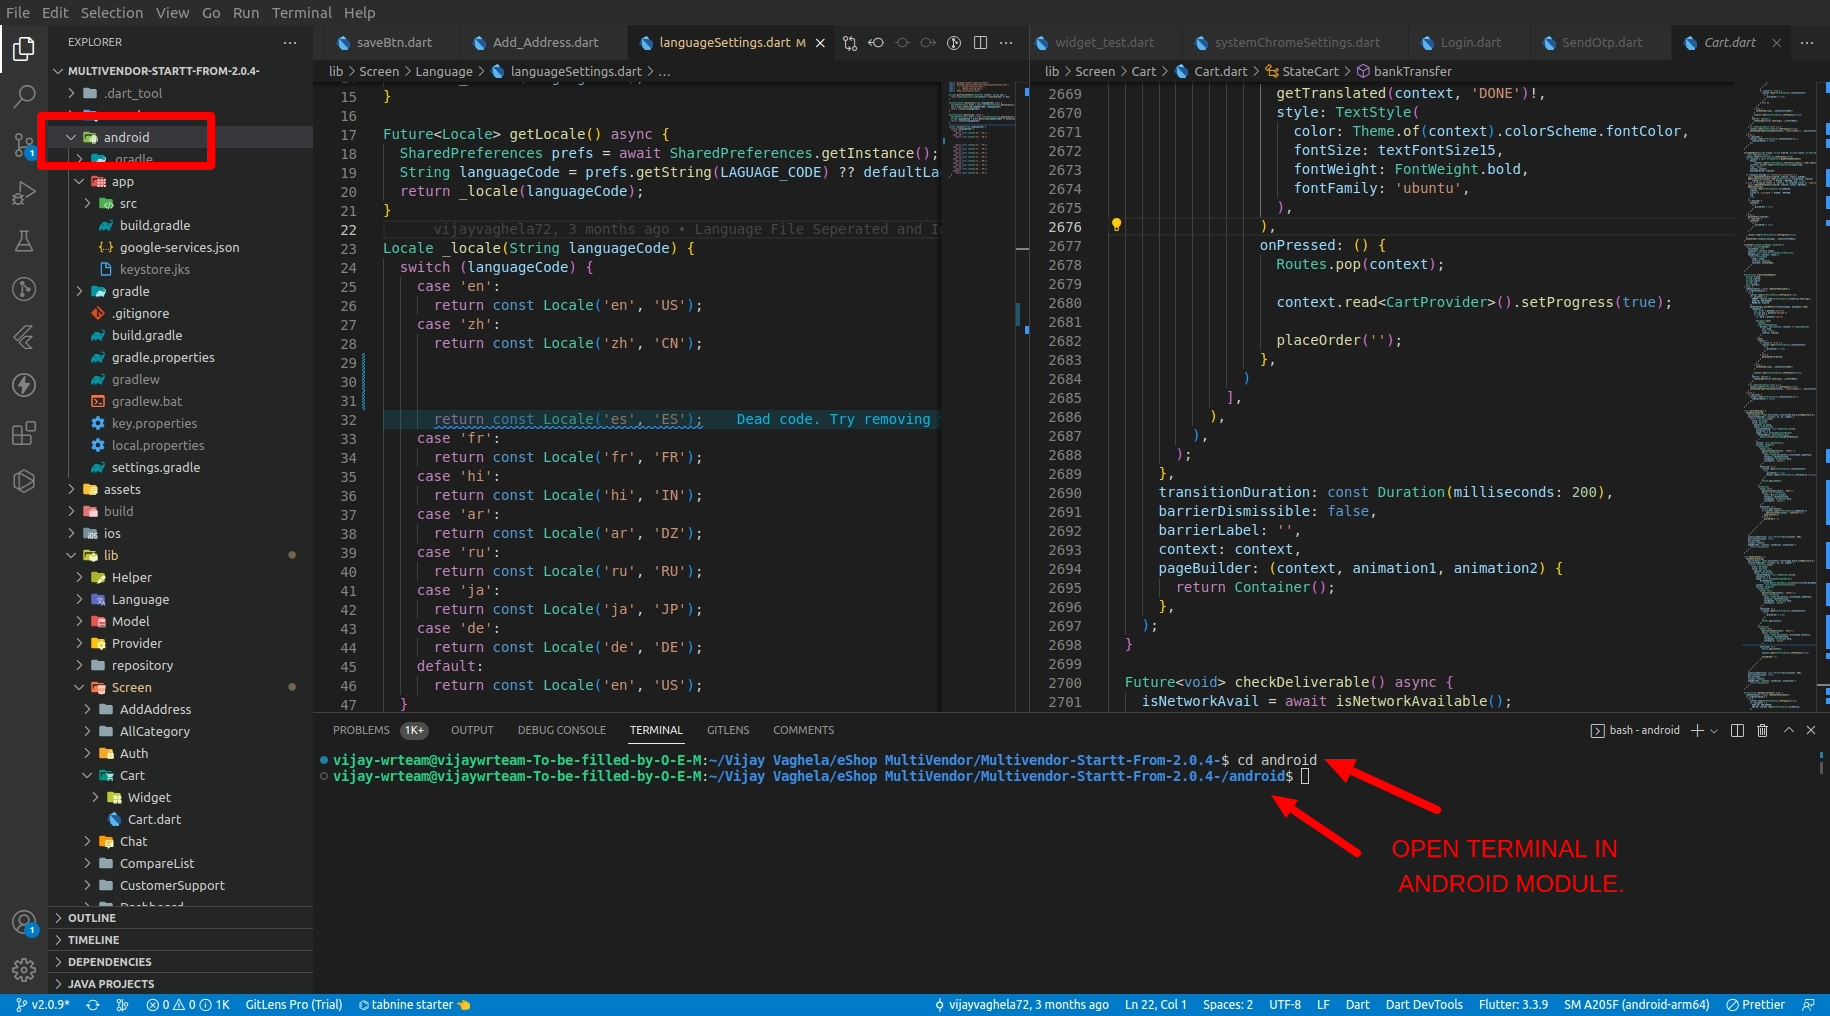 File Edit Selection View Go Run Terminal Help
EXPLORER
MULTIVENDOR-STARTT-FROM-2.0.4-
.dart_tool
android
.gradle
app
src
build.gradle
google-services.json
keystore.jks
gradle
.gitignore
build.gradle
gradle.properties
gradlew
gradlew.bat
key.properties
local.properties
settings.gradle
assets
build
ios
lib
Helper
Language
Model
Provider
repository
Screen
AddAddress
AllCategory
Auth
Cart
Widget
Cart.dart
Chat
CompareList
CustomerSupport
Dashboard
OUTLINE
TIMELINE
DEPENDENCIES
JAVA PROJECTS
saveBtn.dart Add_Address.dart languageSettings.dart M
lib > Screen > Language > languageSettings.dart > ...
15 }
16
17 Future<Locale> getLocale() async {
18 SharedPreferences prefs = await SharedPreferences.getInstance();
19 String languageCode = prefs.getString(LAGUAGE_CODE) ?? defaultLa
20 return _locale(languageCode);
21 }
22 vijayvaghela72, 3 months ago • Language File Seperated and I
23 Locale _locale(String languageCode) {
24 switch (languageCode) {
25 case 'en':
26 return const Locale('en', 'US');
27 case 'zh':
28 return const Locale('zh', 'CN');
29
30
31
32 return const Locale('es', 'ES'); Dead code. Try removing
33 case 'fr':
34 return const Locale('fr', 'FR');
35 case 'hi':
36 return const Locale('hi', 'IN');
37 case 'ar':
38 return const Locale('ar', 'DZ');
39 case 'ru':
40 return const Locale('ru', 'RU');
41 case 'ja':
42 return const Locale('ja', 'JP');
43 case 'de':
44 return const Locale('de', 'DE');
45 default:
46 return const Locale('en', 'US');
47 }
widget_test.dart systemChromeSettings.dart Login.dart SendOtp.dart Cart.dart
lib > Screen > Cart > Cart.dart > StateCart > bankTransfer
2669 getTranslated(context, 'DONE')!,
2670 style: TextStyle(
2671 color: Theme.of(context).colorScheme.fontColor,
2672 fontSize: textFontSize15,
2673 fontWeight: FontWeight.bold,
2674 fontFamily: 'ubuntu',
2675 ),
2676 ),
2677 onPressed: () {
2678 Routes.pop(context);
2679
2680 context.read<CartProvider>().setProgress(true);
2681
2682 placeOrder('');
2683 },
2684 )
2685 ],
2686 ),
2687 ),
2688 );
2689 },
2690 transitionDuration: const Duration(milliseconds: 200),
2691 barrierDismissible: false,
2692 barrierLabel: '',
2693 context: context,
2694 pageBuilder: (context, animation1, animation2) {
2695 return Container();
2696 },
2697 );
2698 }
2699
2700 Future<void> checkDeliverable() async {
2701 isNetworkAvail = await isNetworkAvailable();
PROBLEMS 1K+ OUTPUT DEBUG CONSOLE TERMINAL GITLENS COMMENTS bash - android
vijay-wrteam@vijaywrteam-To-be-filled-by-O-E-M:~/Vijay Vaghela/eShop MultiVendor/Multivendor-Startt-From-2.0.4-$ cd android
vijay-wrteam@vijaywrteam-To-be-filled-by-O-E-M:~/Vijay Vaghela/eShop MultiVendor/Multivendor-Startt-From-2.0.4-/android$
OPEN TERMINAL IN
ANDROID MODULE.
1
1
v2.0.9* 0 0 1K GitLens Pro (Trial) tabnine starter vijayvaghela72, 3 months ago Ln 22, Col 1 Spaces: 2 UTF-8 LF Dart Dart DevTools Flutter: 3.3.9 SM A205F (android-arm64) Prettier